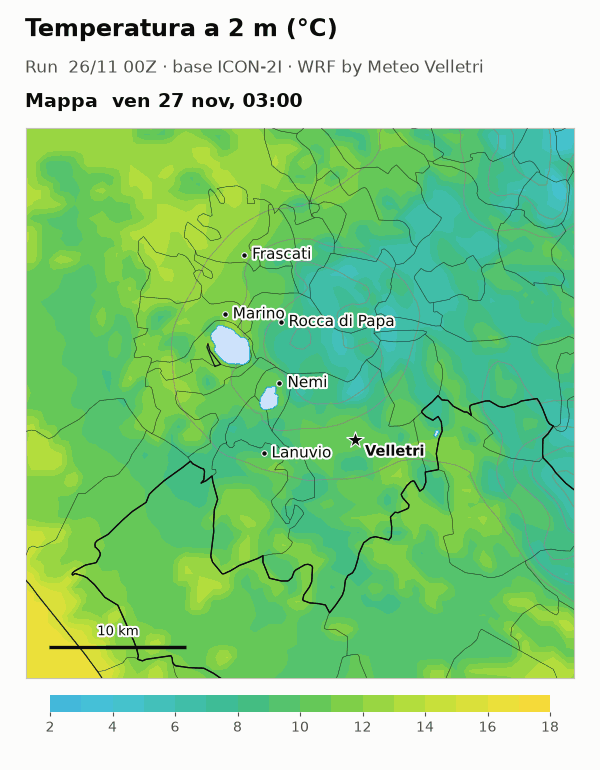 Temperatura a 2 m (°C)
Run  26/11 00Z · base ICON-2I · WRF by Meteo Velletri
Mappa  ven 27 nov, 03:00
Frascati
Marino
Rocca di Papa
Nemi
Velletri
Lanuvio
10 km
2 4 6 8 10 12 14 16 18